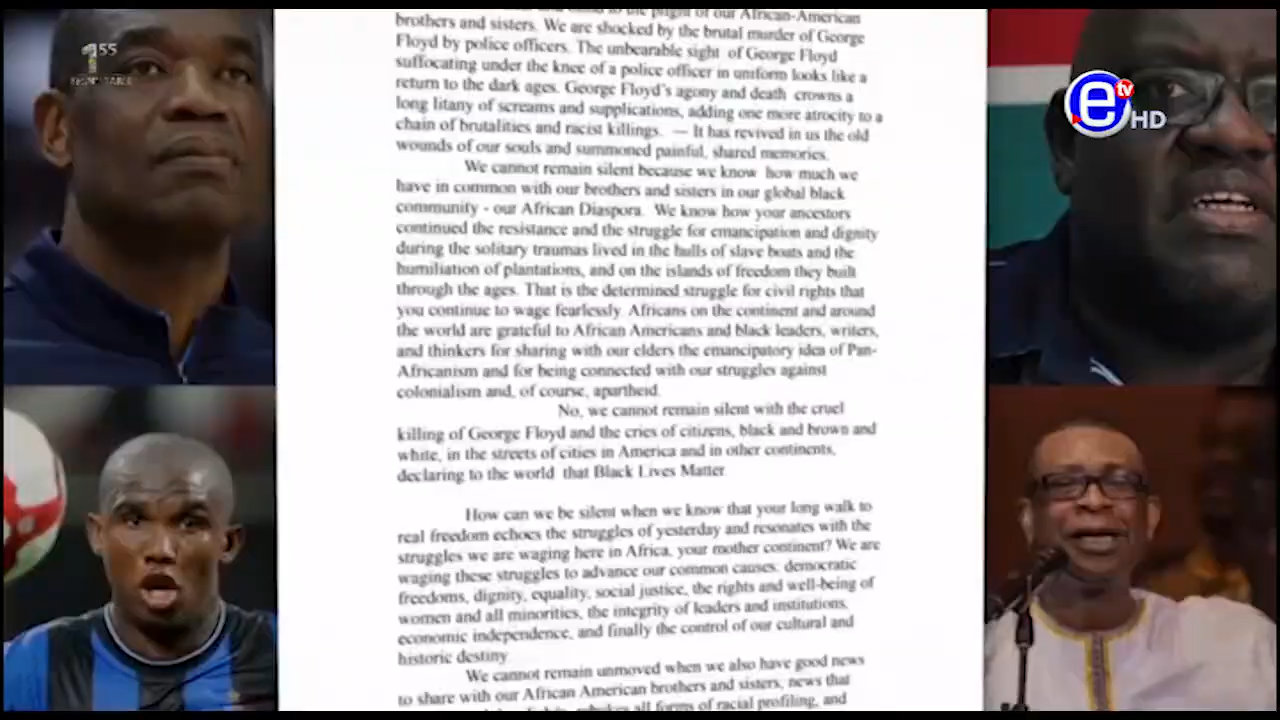 1 55
e tv HD
to the plight of our African-American
brothers and sisters. We are shocked by the brutal murder of George
Floyd by police officers. The unbearable sight of George Floyd
suffocating under the knee of a police officer in uniform looks like a
return to the dark ages. George Floyd's agony and death crowns a
long litany of screams and supplications, adding one more atrocity to a
chain of brutalities and racist killings. — It has revived in us the old
wounds of our souls and summoned painful, shared memories.
We cannot remain silent because we know how much we
have in common with our brothers and sisters in our global black
community - our African Diaspora. We know how your ancestors
continued the resistance and the struggle for emancipation and dignity
during the solitary traumas lived in the hulls of slave boats and the
humiliation of plantations, and on the islands of freedom they built
through the ages. That is the determined struggle for civil rights that
you continue to wage fearlessly. Africans on the continent and around
the world are grateful to African Americans and black leaders, writers,
and thinkers for sharing with our elders the emancipatory idea of Pan-
Africanism and for being connected with our struggles against
colonialism and, of course, apartheid.
No, we cannot remain silent with the cruel
killing of George Floyd and the cries of citizens, black and brown and
white, in the streets of cities in America and in other continents,
declaring to the world that Black Lives Matter
How can we be silent when we know that your long walk to
real freedom echoes the struggles of yesterday and resonates with the
struggles we are waging here in Africa, your mother continent? We are
waging these struggles to advance our common causes: democratic
freedoms, dignity, equality, social justice, the rights and well-being of
women and all minorities, the integrity of leaders and institutions,
economic independence, and finally the control of our cultural and
historic destiny
We cannot remain unmoved when we also have good news
to share with our African American brothers and sisters, news that
rebukes all forms of racial profiling, and